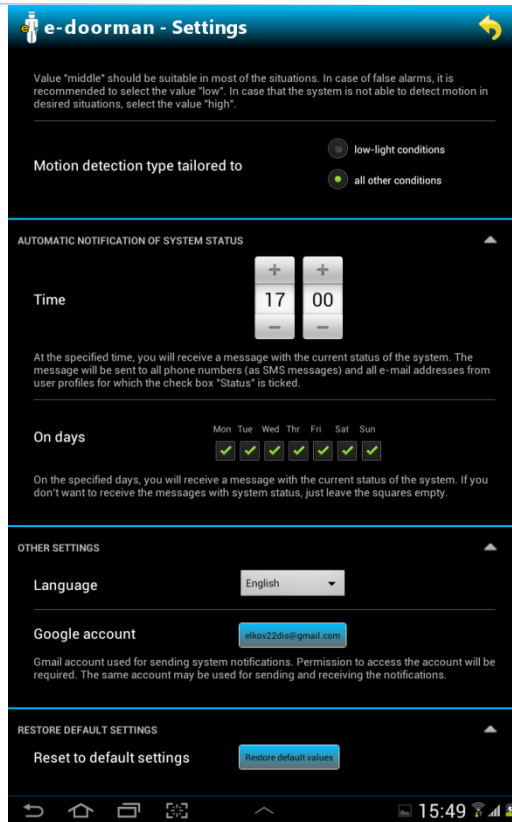 e-doorman - Settings
Value "middle" should be suitable in most of the situations. In case of false alarms, it is
recommended to select the value "low". In case that the system is not able to detect motion in
desired situations, select the value "high".
low-light conditions
Motion detection type tailored to
all other conditions
AUTOMATIC NOTIFICATION OF SYSTEM STATUS
+ +
Time 17 00
− −
At the specified time, you will receive a message with the current status of the system. The
message will be sent to all phone numbers (as SMS messages) and all e-mail addresses from
user profiles for which the check box "Status" is ticked.
Mon Tue Wed Thr Fri Sat Sun
On days
On the specified days, you will receive a message with the current status of the system. If you
don't want to receive the messages with system status, just leave the squares empty.
OTHER SETTINGS
Language English
Google account elkov22dis@gmail.com
Gmail account used for sending system notifications. Permission to access the account will be
required. The same account may be used for sending and receiving the notifications.
RESTORE DEFAULT SETTINGS
Reset to default settings Restore default values
15:49